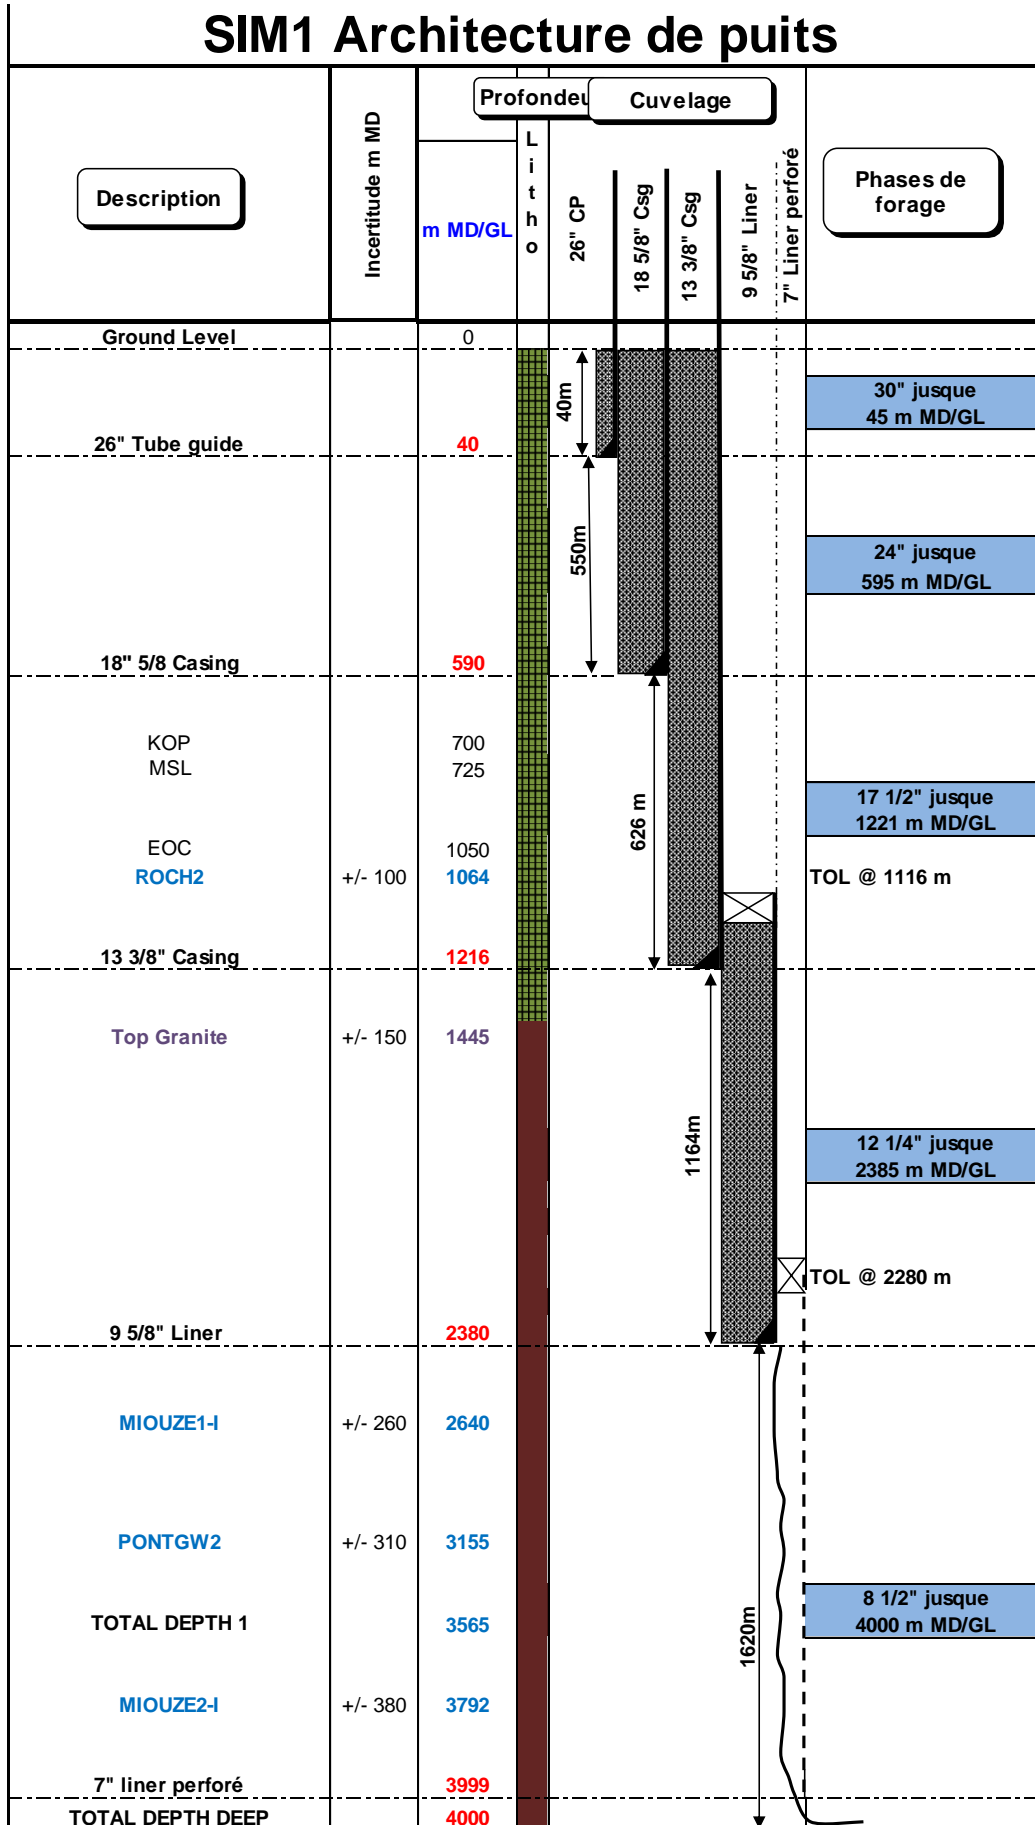 SIM1 Architecture de puits
Description
Incertitude m MD
Profondeu
m MD/GL
Litho
Cuvelage
26" CP
18 5/8" Csg
13 3/8" Csg
9 5/8" Liner
7" Liner perforé
Phases de
forage
Ground Level 0
40m
30" jusque
45 m MD/GL
26" Tube guide 40
550m
24" jusque
595 m MD/GL
18" 5/8 Casing 590
KOP 700
MSL 725
626 m
17 1/2" jusque
1221 m MD/GL
EOC 1050
ROCH2 +/- 100 1064 TOL @ 1116 m
13 3/8" Casing 1216
Top Granite +/- 150 1445
1164m
12 1/4" jusque
2385 m MD/GL
TOL @ 2280 m
9 5/8" Liner 2380
MIOUZE1-I +/- 260 2640
PONTGW2 +/- 310 3155
1620m
8 1/2" jusque
4000 m MD/GL
TOTAL DEPTH 1 3565
MIOUZE2-I +/- 380 3792
7" liner perforé 3999
TOTAL DEPTH DEEP 4000